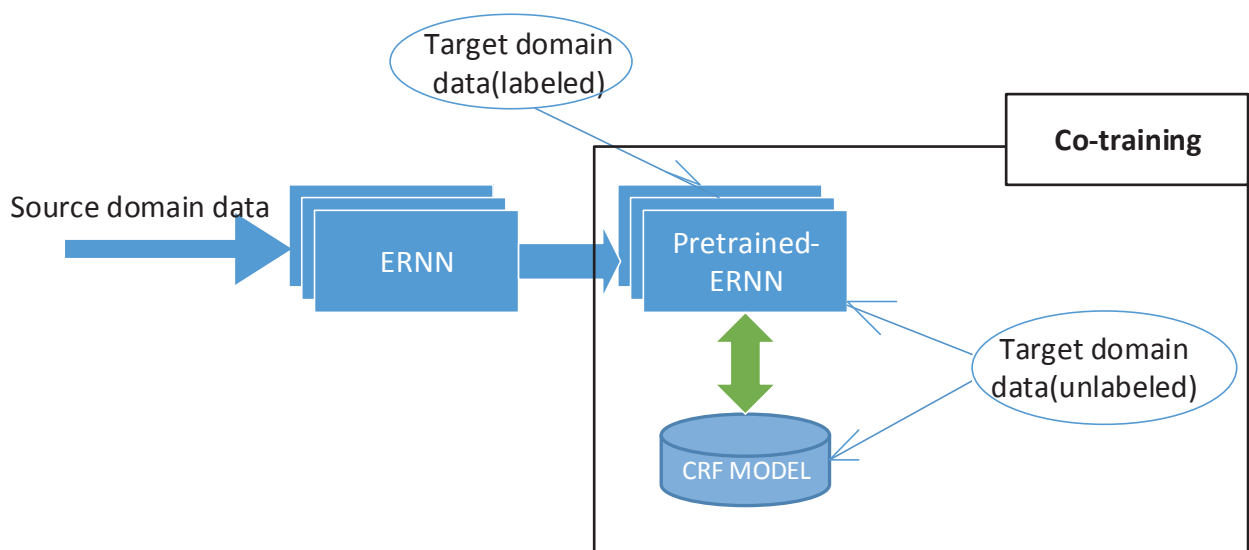 Target domain
data(labeled)
Co-training
Source domain data
ERNN
Pretrained-
ERNN
Target domain
data(unlabeled)
CRF MODEL